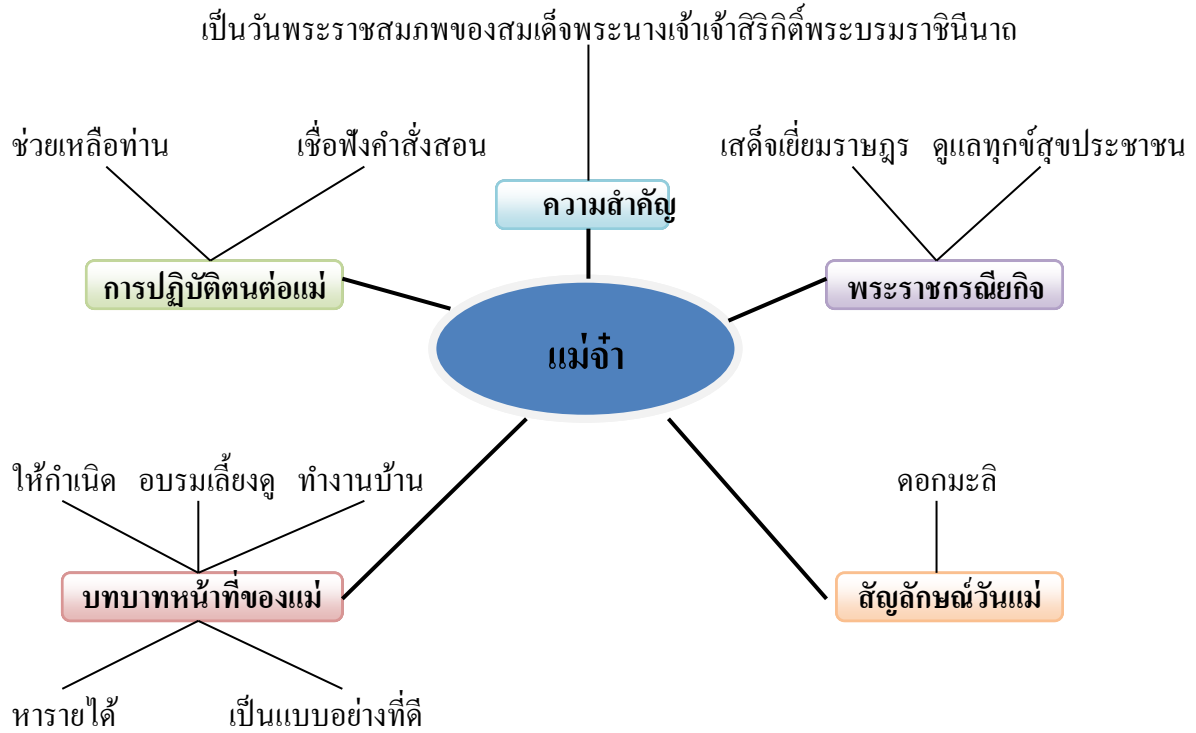 เป็นวันพระราชสมภพของสมเด็จพระนางเจ้าเจ้าสิริกิติ์พระบรมราชินีนาถ
ช่วยเหลือท่าน เชื่อฟังคำสั่งสอน เสด็จเยี่ยมราษฎร ดูแลทุกข์สุขประชาชน
ความสำคัญ
การปฏิบัติตนต่อแม่ พระราชกรณียกิจ
แม่จ๋า
ให้กำเนิด อบรมเลี้ยงดู ทำงานบ้าน ดอกมะลิ
บทบาทหน้าที่ของแม่ สัญลักษณ์วันแม่
หารายได้ เป็นแบบอย่างที่ดี